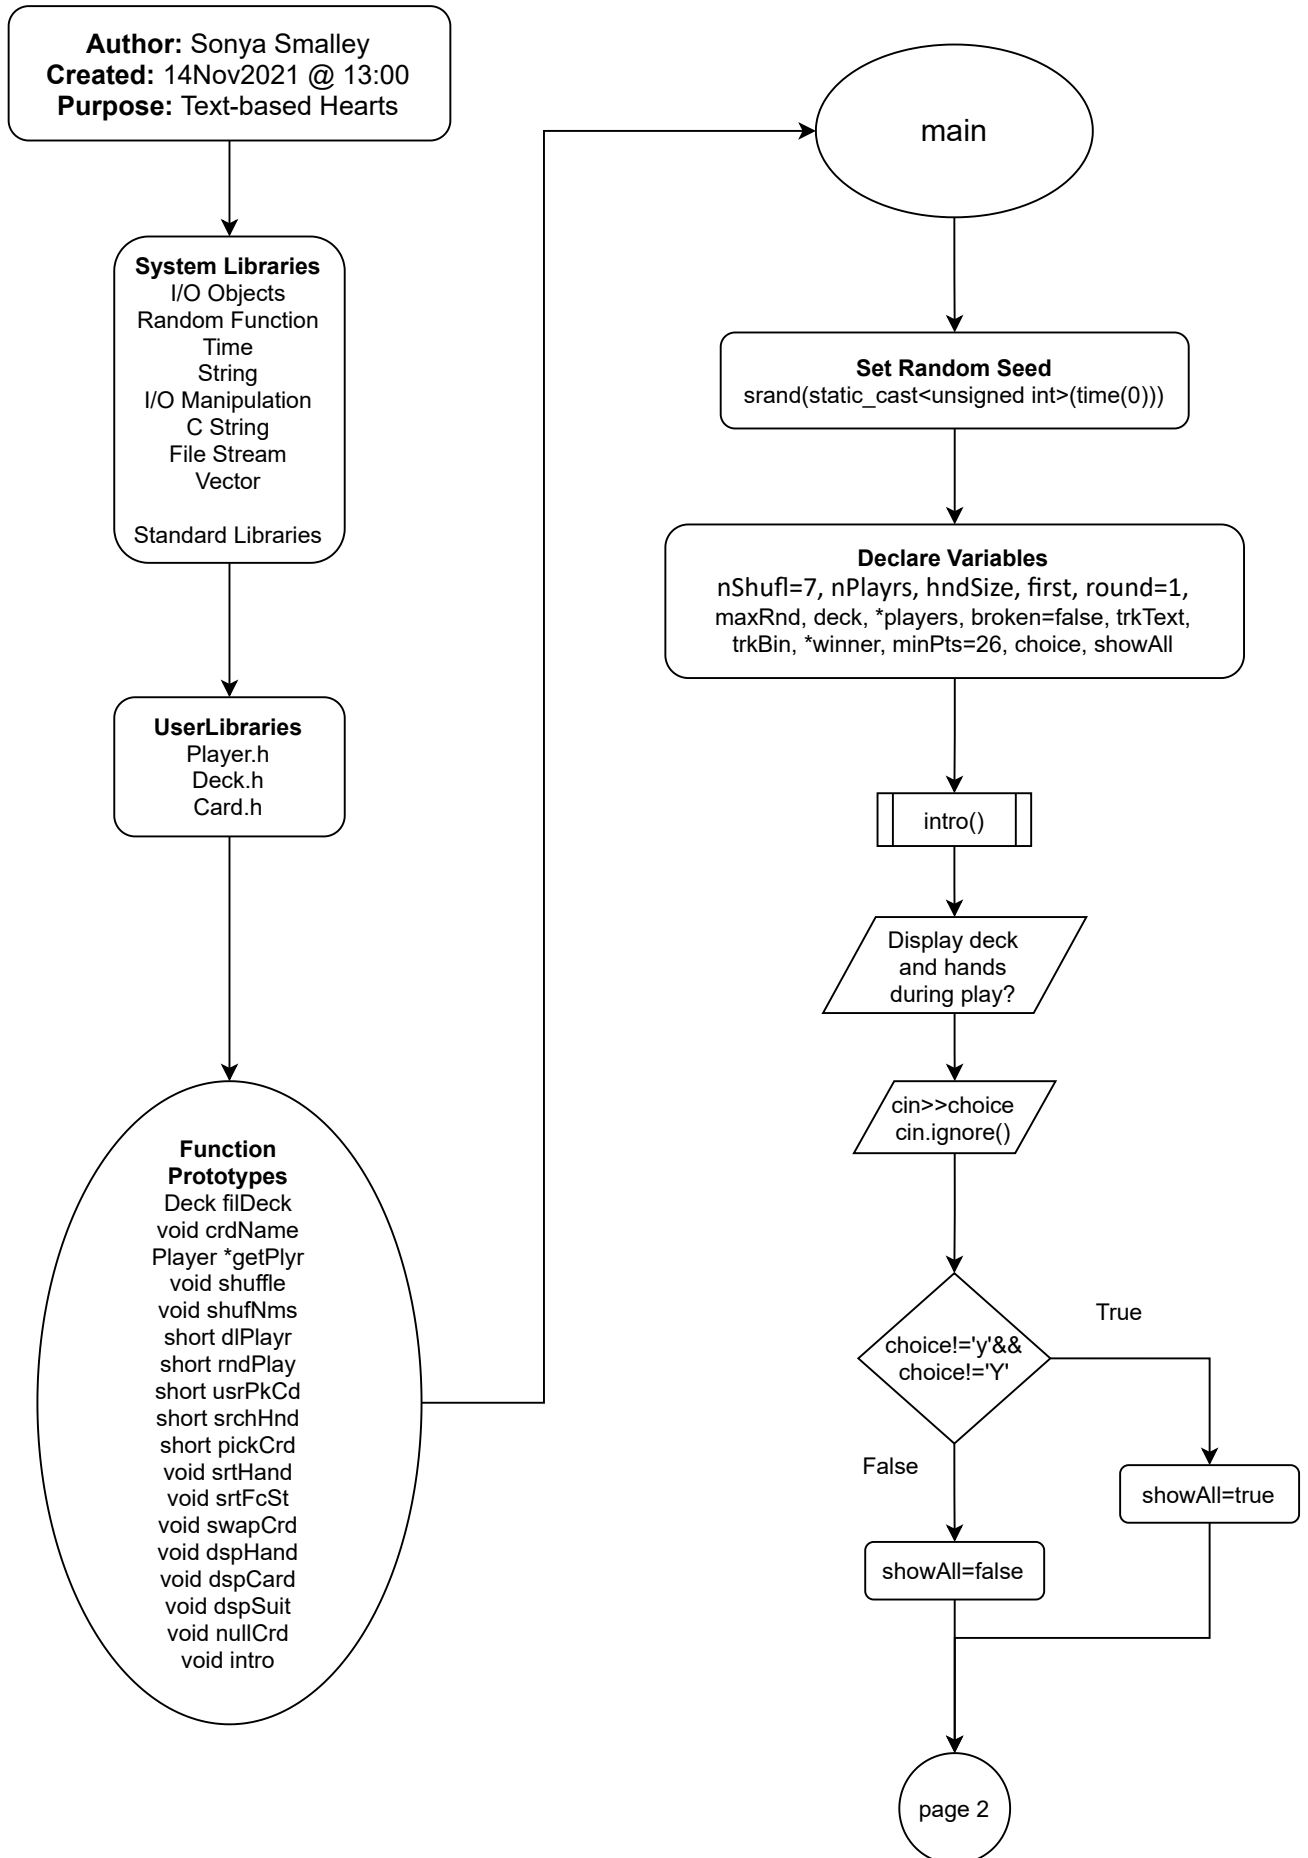 Author: Sonya Smalley
Created: 14Nov2021 @ 13:00
Purpose: Text-based Hearts
System Libraries
I/O Objects
Random Function
Time
String
I/O Manipulation
C String
File Stream
Vector
Standard Libraries
UserLibraries
Player.h
Deck.h
Card.h
Function
Prototypes
Deck filDeck
void crdName
Player *getPlyr
void shuffle
void shufNms
short dlPlayr
short rndPlay
short usrPkCd
short srchHnd
short pickCrd
void srtHand
void srtFcSt
void swapCrd
void dspHand
void dspCard
void dspSuit
void nullCrd
void intro
main
Set Random Seed
srand(static_cast<unsigned int>(time(0)))
Declare Variables
nShufl=7, nPlayrs, hndSize, first, round=1,
maxRnd, deck, *players, broken=false, trkText,
trkBin, *winner, minPts=26, choice, showAll
intro()
Display deck
and hands
during play?
cin>>choice
cin.ignore()
choice!='y'&&
choice!='Y'
True
False
showAll=true
showAll=false
page 2